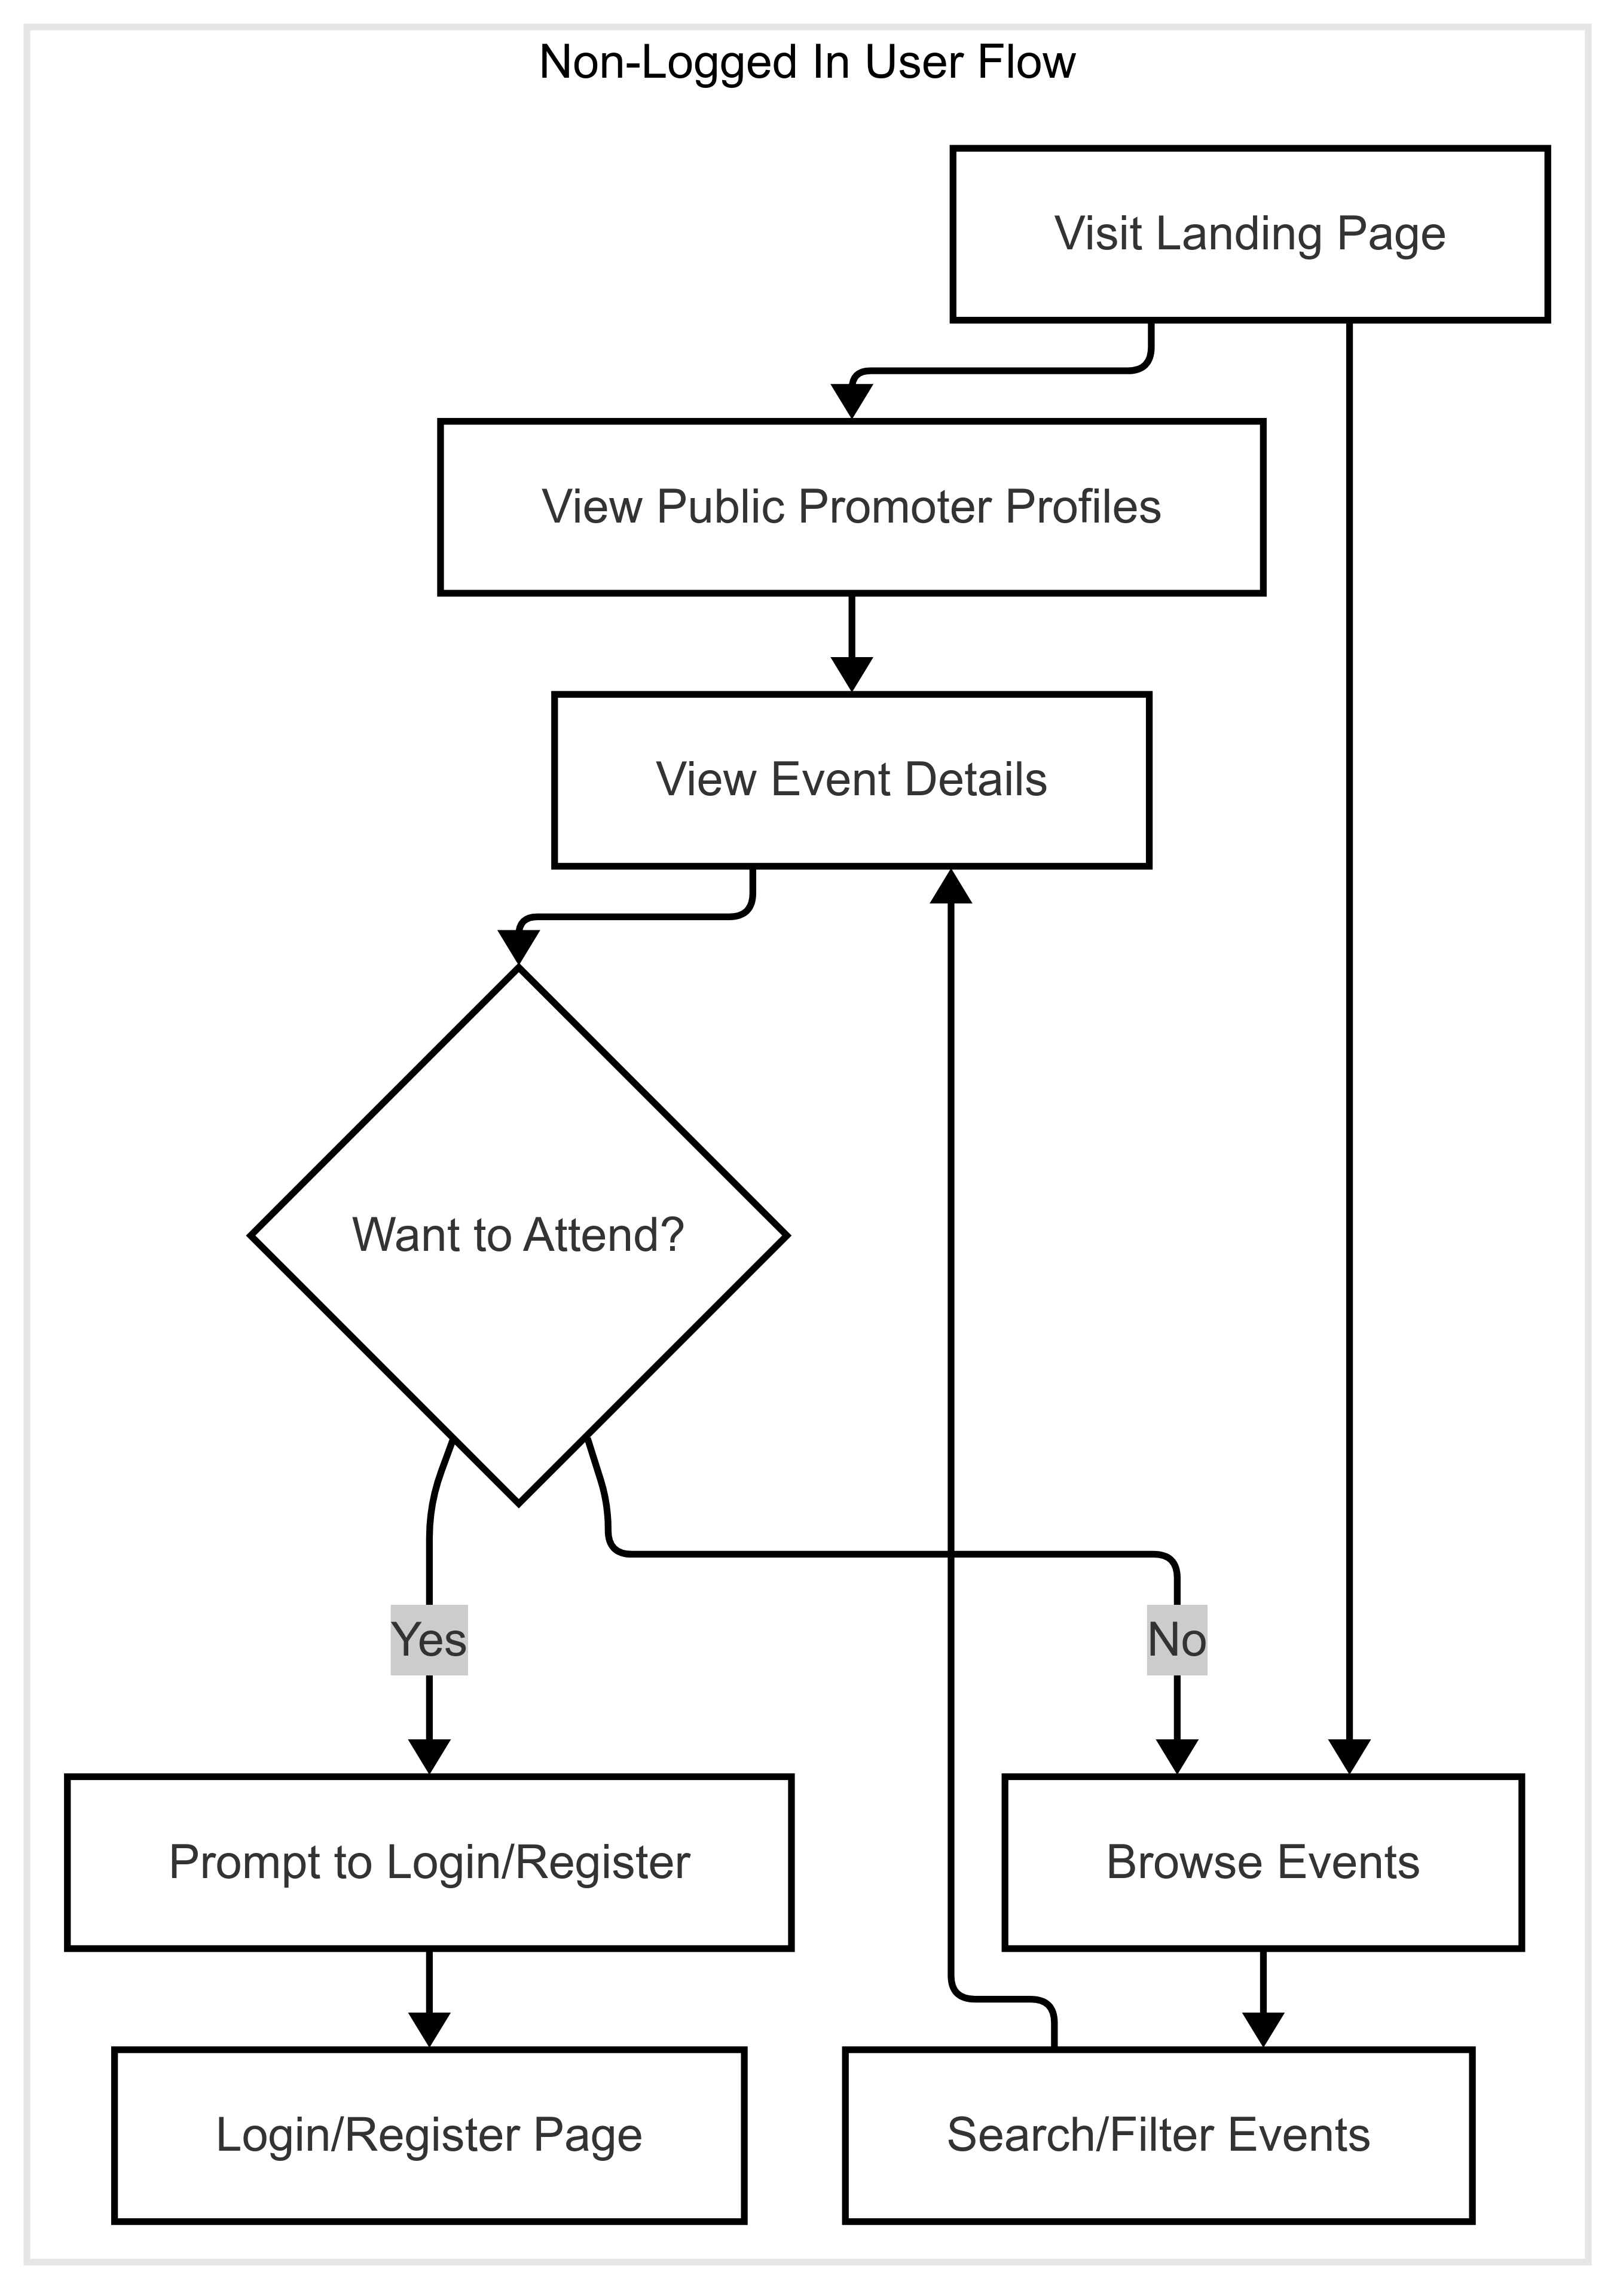 Non-Logged In User Flow
Visit Landing Page
View Public Promoter Profiles
View Event Details
Want to Attend?
Yes
No
Prompt to Login/Register
Browse Events
Login/Register Page
Search/Filter Events